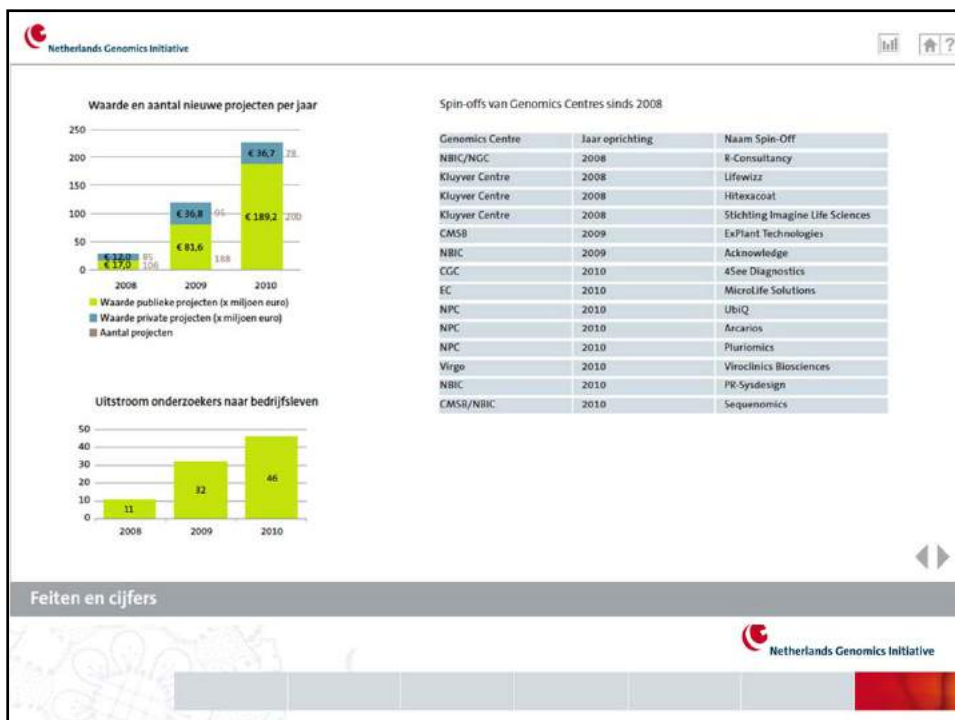 Netherlands Genomics Initiative
?
Waarde en aantal nieuwe projecten per jaar
250
200
150
100
50
0
€ 36,7 28
€ 189,2 200
€ 36,8 95
€ 81,6 188
€ 12,0 85
€ 17,0 106
2008 2009 2010
Waarde publieke projecten (x miljoen euro)
Waarde private projecten (x miljoen euro)
Aantal projecten
Uitstroom onderzoekers naar bedrijfsleven
50
40
30
20
10
0
11 32 46
2008 2009 2010
Spin-offs van Genomics Centres sinds 2008
Genomics Centre Jaar oprichting Naam Spin-Off
NBIC/NGC 2008 R-Consultancy
Kluyver Centre 2008 Lifewizz
Kluyver Centre 2008 Hitexacoat
Kluyver Centre 2008 Stichting Imagine Life Sciences
CMSB 2009 ExPlant Technologies
NBIC 2009 Acknowledge
CGC 2010 4See Diagnostics
EC 2010 MicroLife Solutions
NPC 2010 UbiQ
NPC 2010 Arcarios
NPC 2010 Pluriomics
Virgo 2010 Viroclinics Biosciences
NBIC 2010 PR-Sysdesign
CMSB/NBIC 2010 Sequenomics
Feiten en cijfers
Netherlands Genomics Initiative